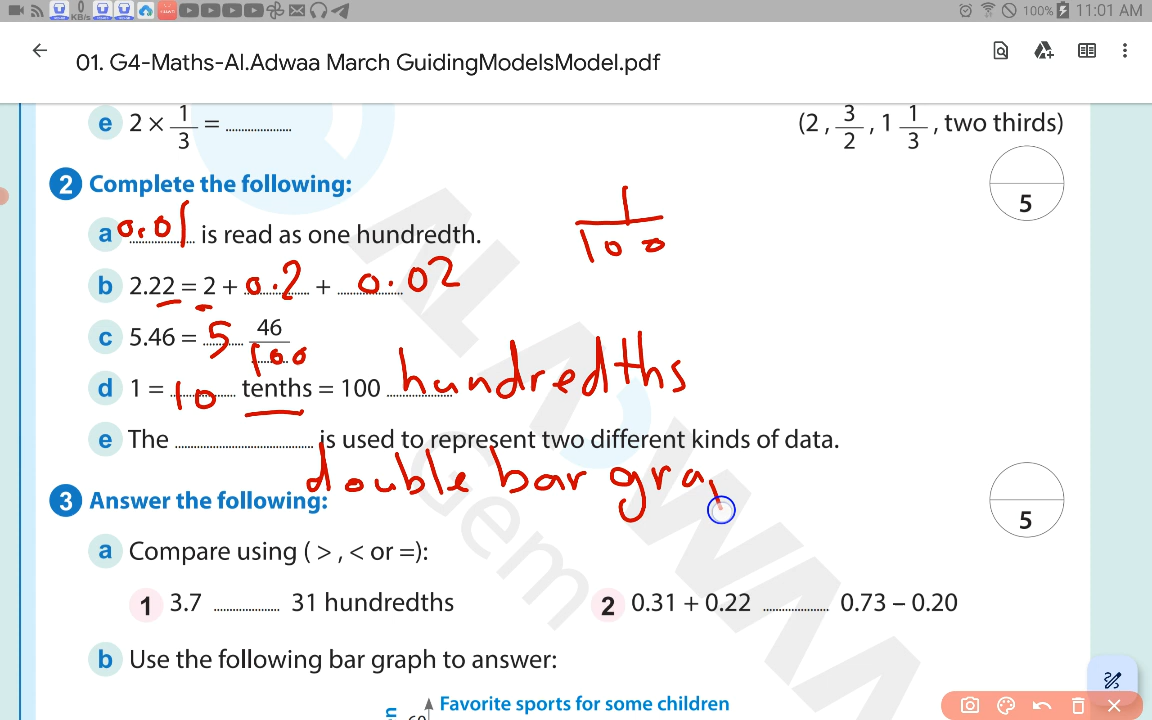 100% 11:01 AM
KB/s
01. G4-Maths-Al.Adwaa March GuidingModelsModel.pdf
e 2 × 1/3 = .................... (2 , 3/2 , 1 1/3 , two thirds)
2 Complete the following:
5
a 0.01 is read as one hundredth.
1/100
b 2.22 = 2 + 0.2 + 0.02
c 5.46 = 5 46/100
d 1 = 10 tenths = 100 hundredths
e The .................... is used to represent two different kinds of data.
double bar gra
3 Answer the following:
5
a Compare using ( > , < or =):
1 3.7 .................... 31 hundredths 2 0.31 + 0.22 .................... 0.73 – 0.20
b Use the following bar graph to answer:
Favorite sports for some children
ALADWAA
Gem